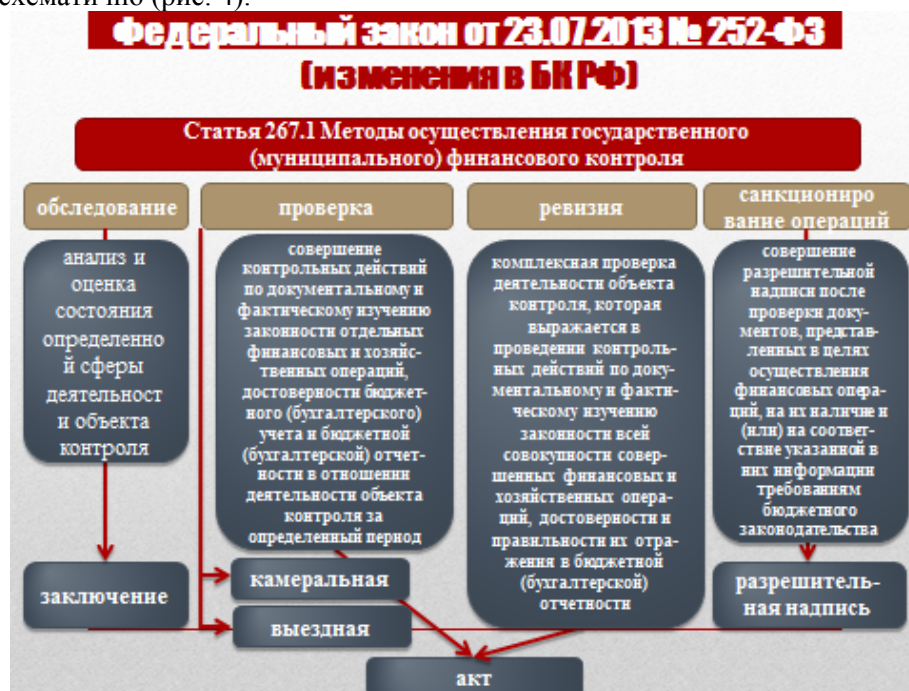 схематично (рис. 4).
Федеральный закон от 23.07.2013 № 252-ФЗ
(изменения в БК РФ)
Статья 267.1 Методы осуществления государственного
(муниципального) финансового контроля
обследование
анализ и
оценка
состояния
определенно
й сферы
деятельност
и объекта
контроля
заключение
проверка
совершение
контрольных действий
по документальному и
фактическому изучению
законности отдельных
финансовых и хозяйс-
твенных операций,
достоверности бюджет-
ного (бухгалтерского)
учета и бюджетной
(бухгалтерской) отчет-
ности в отношении
деятельности объекта
контроля за
определенный период
камеральная
выездная
ревизия
комплексная проверка
деятельности объекта
контроля, которая
выражается в
проведении контроль-
ных действий по доку-
ментальному и факти-
ческому изучению
законности всей
совокупности совер-
шенных финансовых и
хозяйственных опера-
ций, достоверности и
правильности их отра-
жения в бюджетной
(бухгалтерской)
отчетности
санкциониро
вание операций
совершение
разрешительной
надписи после
проверки доку-
ментов, представ-
ленных в целях
осуществления
финансовых опера-
ций, на их наличие и
(или) на соответ-
ствие указанной в
них информации
требованиям
бюджетного
законодательства
разрешитель-
ная надпись
акт